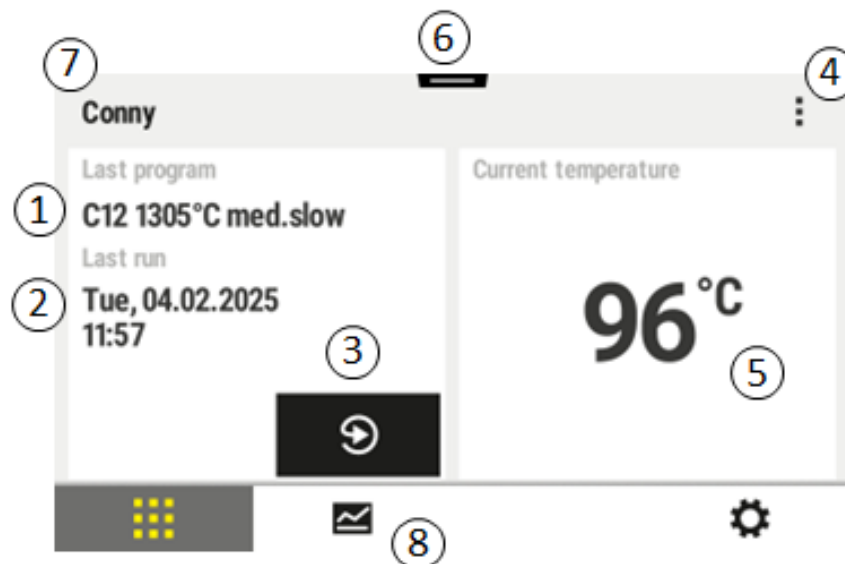 7
6
4
Conny
Last program
Current temperature
1
C12 1305°C med.slow
Last run
2
Tue, 04.02.2025
11:57
96°C
3
5
8